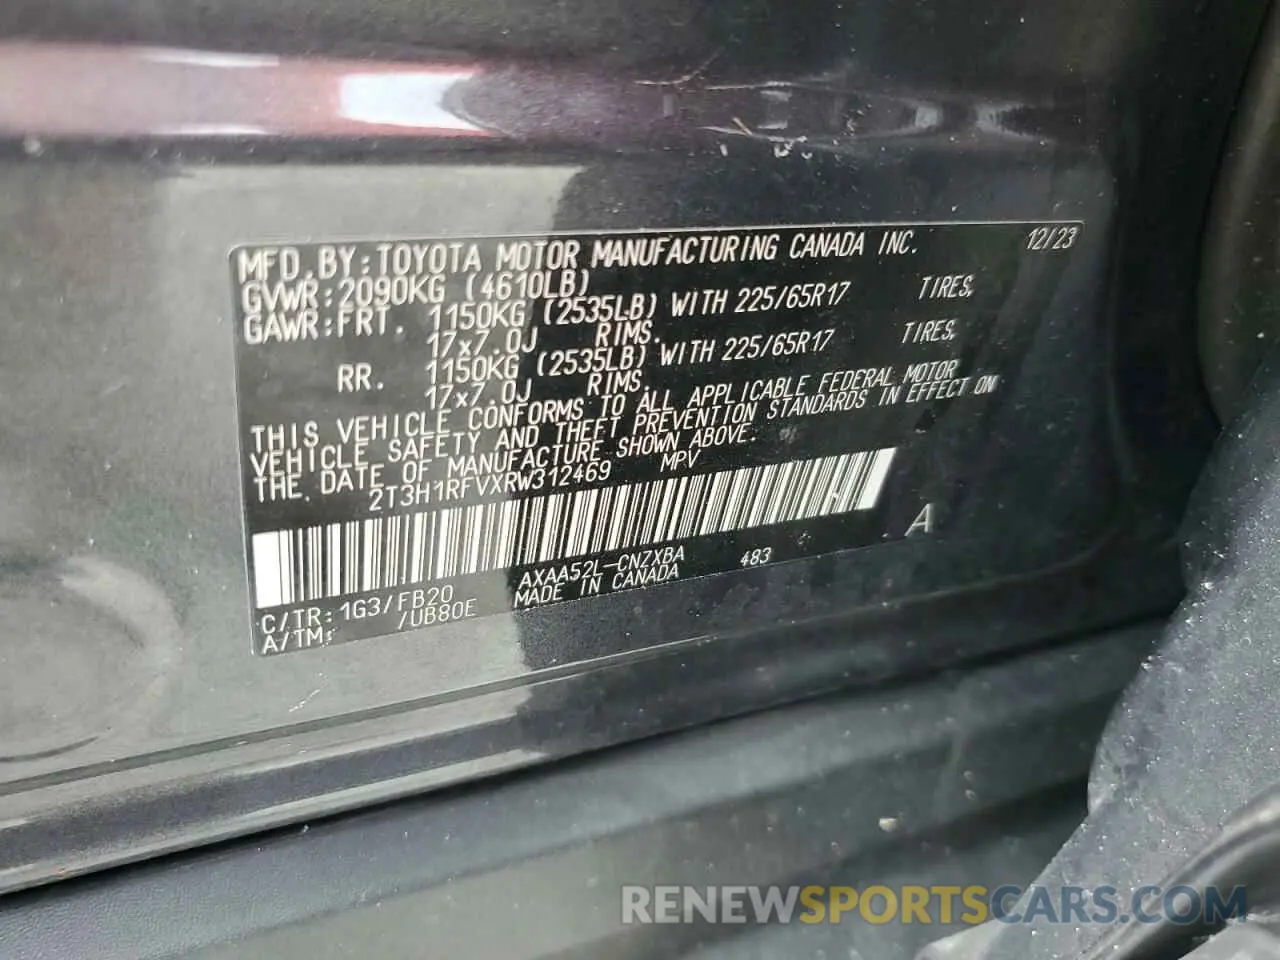 MFD.BY:TOYOTA MOTOR MANUFACTURING CANADA INC. 12/23
GVWR:2090KG (4610LB)
GAWR:FRT. 1150KG (2535LB) WITH 225/65R17 TIRES,
17x7.0J RIMS.
RR. 1150KG (2535LB) WITH 225/65R17 TIRES,
17x7.0J RIMS.
THIS VEHICLE CONFORMS TO ALL APPLICABLE FEDERAL MOTOR
VEHICLE SAFETY AND THEFT PREVENTION STANDARDS IN EFFECT ON
THE DATE OF MANUFACTURE SHOWN ABOVE.
2T3H1RFVXRW312469 MPV
A
C/TR:1G3/FB20 AXAA52L-CNZXBA 483
A/TM: /UB80E MADE IN CANADA
RENEWSPORTSCARS.COM